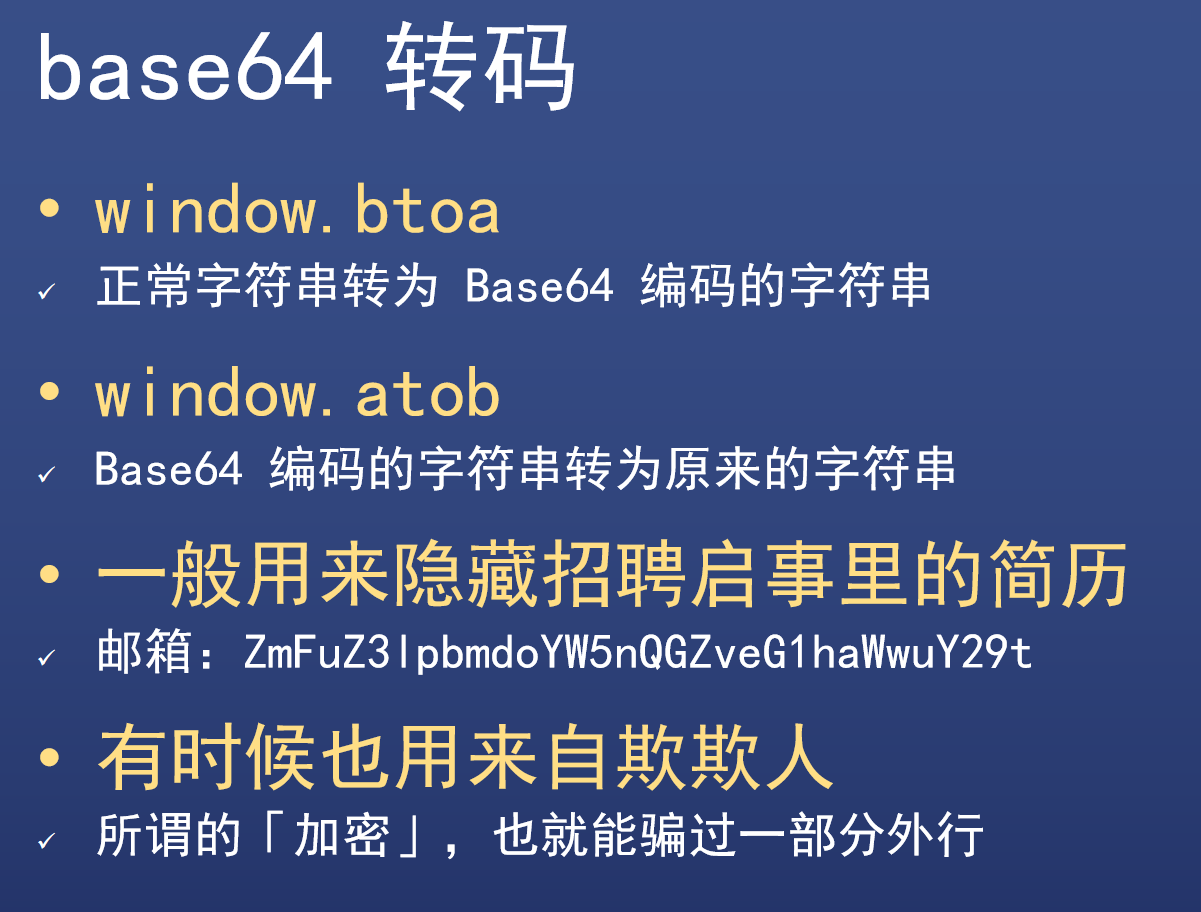 base64 转码
• window.btoa
✓ 正常字符串转为 Base64 编码的字符串
• window.atob
✓ Base64 编码的字符串转为原来的字符串
• 一般用来隐藏招聘启事里的简历
✓ 邮箱：ZmFuZ3lpbmdoYW5nQGZveG1haWwuY29t
• 有时候也用来自欺欺人
✓ 所谓的「加密」，也就能骗过一部分外行